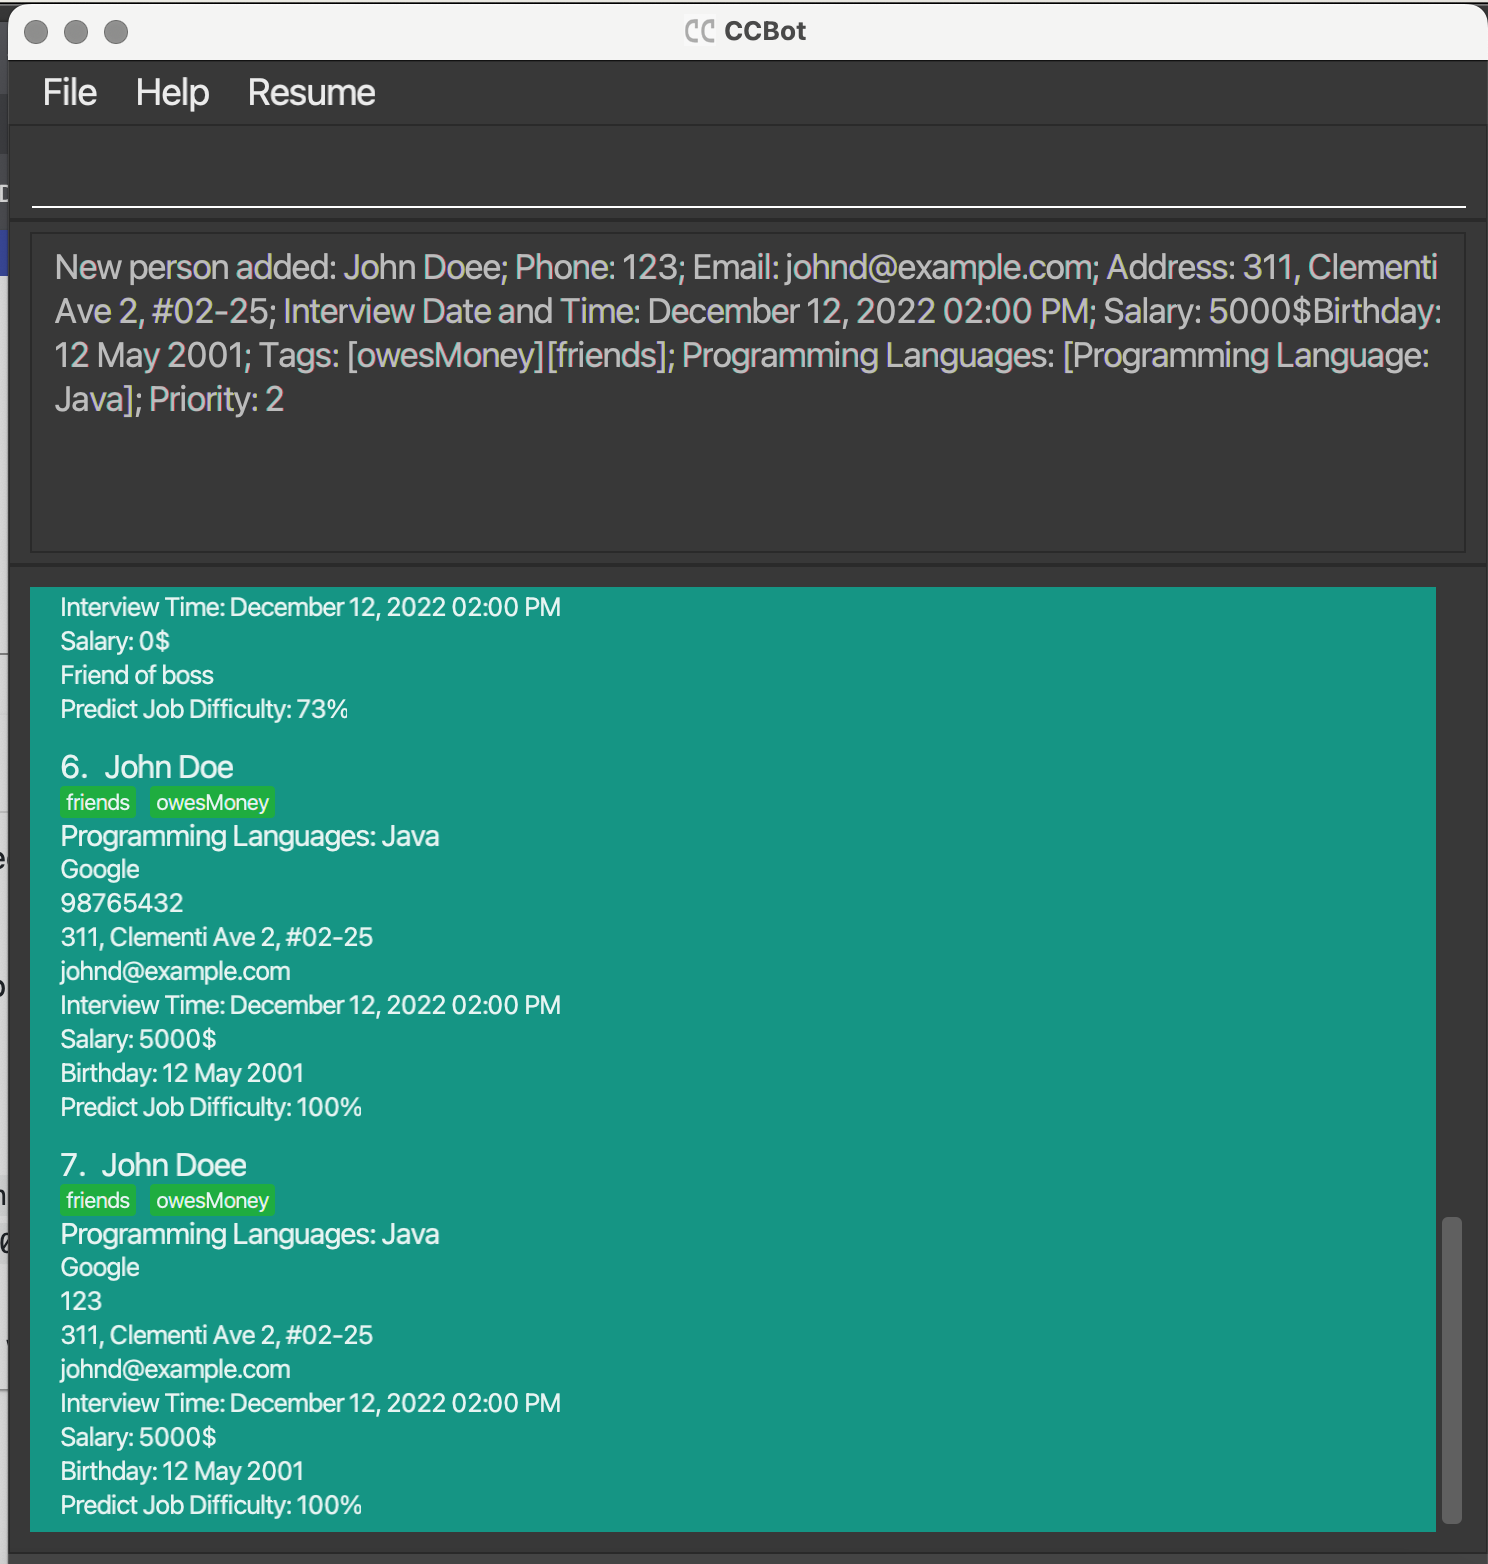 CCBot
File Help Resume
New person added: John Doee; Phone: 123; Email: johnd@example.com; Address: 311, Clementi
Ave 2, #02-25; Interview Date and Time: December 12, 2022 02:00 PM; Salary: 5000$Birthday:
12 May 2001; Tags: [owesMoney][friends]; Programming Languages: [Programming Language:
Java]; Priority: 2
Interview Time: December 12, 2022 02:00 PM
Salary: 0$
Friend of boss
Predict Job Difficulty: 73%
6. John Doe
friends owesMoney
Programming Languages: Java
Google
98765432
311, Clementi Ave 2, #02-25
johnd@example.com
Interview Time: December 12, 2022 02:00 PM
Salary: 5000$
Birthday: 12 May 2001
Predict Job Difficulty: 100%
7. John Doee
friends owesMoney
Programming Languages: Java
Google
123
311, Clementi Ave 2, #02-25
johnd@example.com
Interview Time: December 12, 2022 02:00 PM
Salary: 5000$
Birthday: 12 May 2001
Predict Job Difficulty: 100%